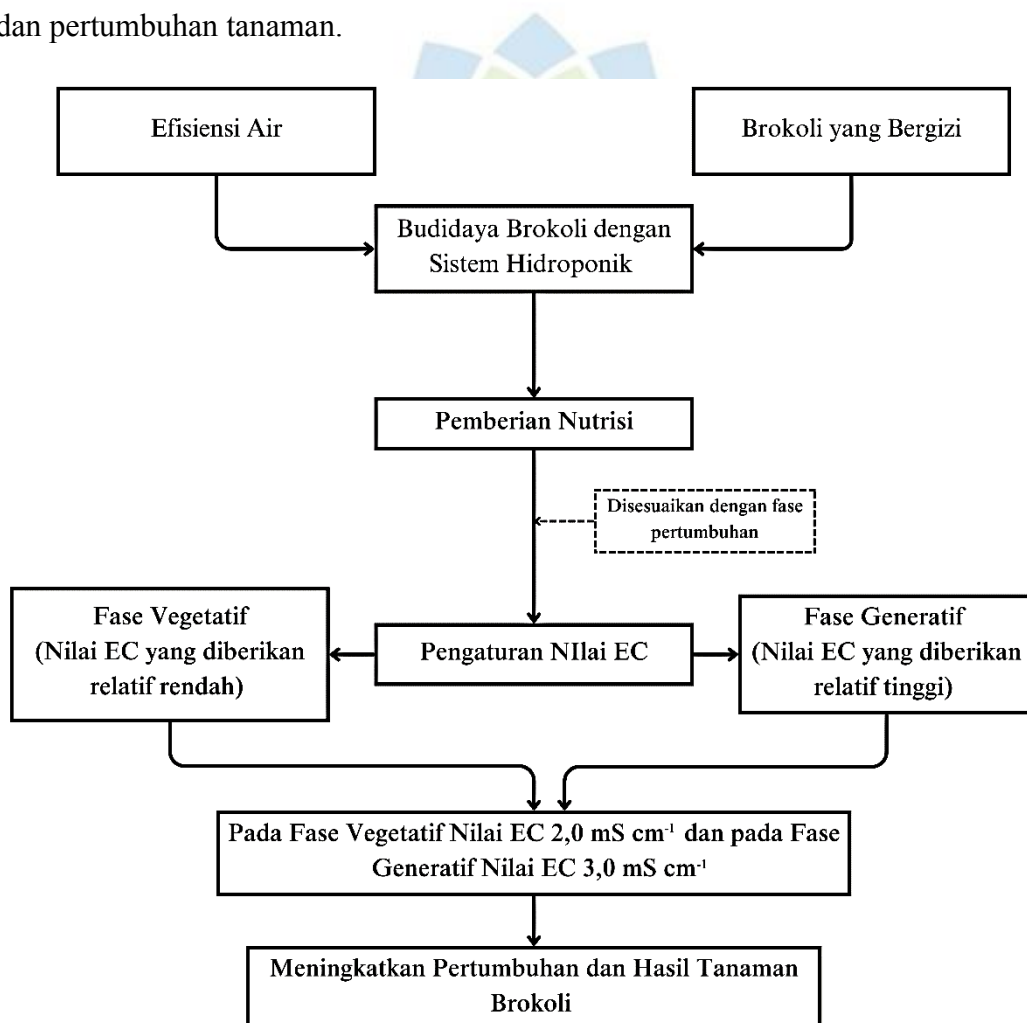 dan pertumbuhan tanaman.
Efisiensi Air
Brokoli yang Bergizi
Budidaya Brokoli dengan
Sistem Hidroponik
Pemberian Nutrisi
Disesuaikan dengan fase
pertumbuhan
Fase Vegetatif
(Nilai EC yang diberikan
relatif rendah)
Pengaturan NIlai EC
Fase Generatif
(Nilai EC yang diberikan
relatif tinggi)
Pada Fase Vegetatif Nilai EC 2,0 mS cm⁻¹ dan pada Fase
Generatif Nilai EC 3,0 mS cm⁻¹
Meningkatkan Pertumbuhan dan Hasil Tanaman
Brokoli